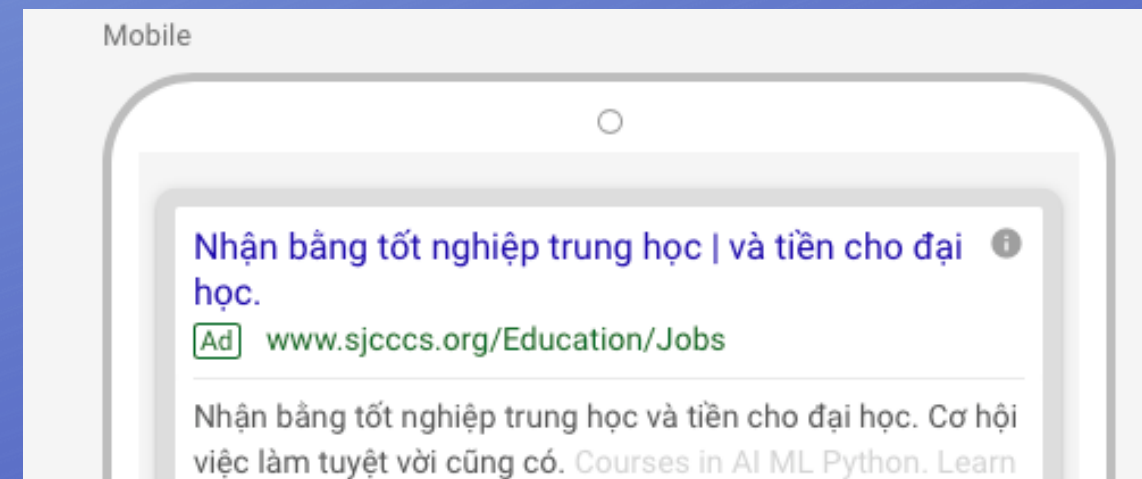 Mobile
Nhận bằng tốt nghiệp trung học | và tiền cho đại
học.
Ad www.sjcccs.org/Education/Jobs
Nhận bằng tốt nghiệp trung học và tiền cho đại học. Cơ hội
việc làm tuyệt vời cũng có. Courses in AI ML Python. Learn